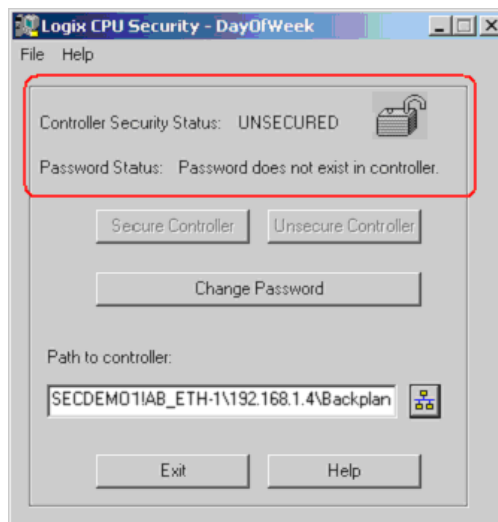 Logix CPU Security - DayOfWeek
File Help
Controller Security Status: UNSECURED
Password Status: Password does not exist in controller.
Secure Controller Unsecure Controller
Change Password
Path to controller:
SECDEMO1!AB_ETH-1\192.168.1.4\Backplan
Exit Help